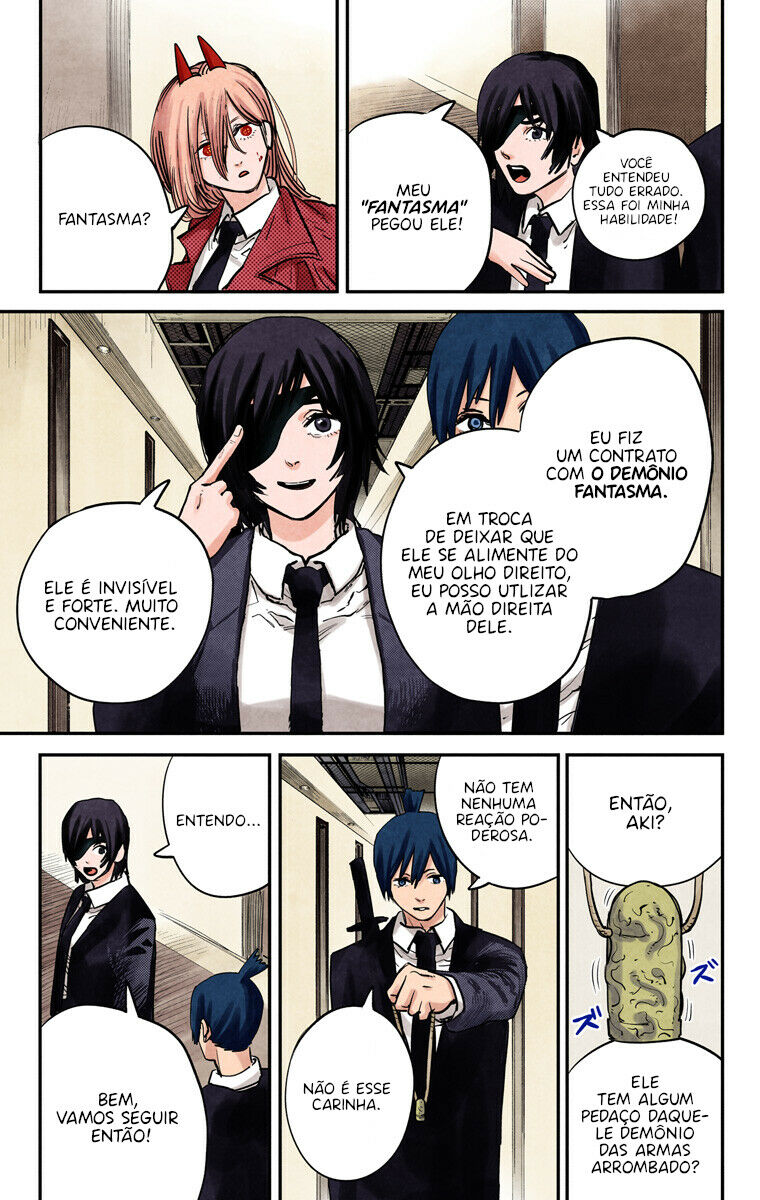 VOCÊ
ENTENDEU
TUDO ERRADO.
ESSA FOI MINHA
HABILIDADE!
MEU
"FANTASMA"
PEGOU ELE!
FANTASMA?
EU FIZ
UM CONTRATO
COM O DEMÔNIO
FANTASMA.
EM TROCA
DE DEIXAR QUE
ELE SE ALIMENTE DO
MEU OLHO DIREITO,
EU POSSO UTLIZAR
A MÃO DIREITA
DELE.
ELE É INVISÍVEL
E FORTE. MUITO
CONVENIENTE.
ENTÃO,
AKI?
ズ
ズ
ELE
TEM ALGUM
PEDAÇO DAQUE-
LE DEMÔNIO
DAS ARMAS
ARROMBADO?
NÃO TEM
NENHUMA
REAÇÃO PO-
DEROSA.
NÃO É ESSE
CARINHA.
ENTENDO...
BEM,
VAMOS SEGUIR
ENTÃO!